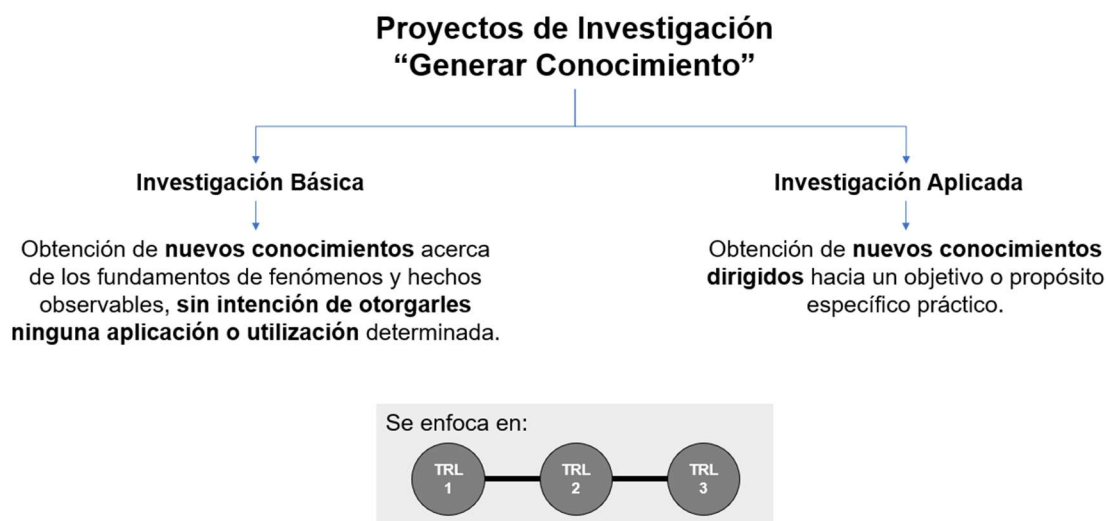 Proyectos de Investigación
“Generar Conocimiento”
Investigación Básica
Obtención de nuevos conocimientos acerca
de los fundamentos de fenómenos y hechos
observables, sin intención de otorgarles
ninguna aplicación o utilización determinada.
Investigación Aplicada
Obtención de nuevos conocimientos
dirigidos hacia un objetivo o propósito
específico práctico.
Se enfoca en:
TRL
1
TRL
2
TRL
3